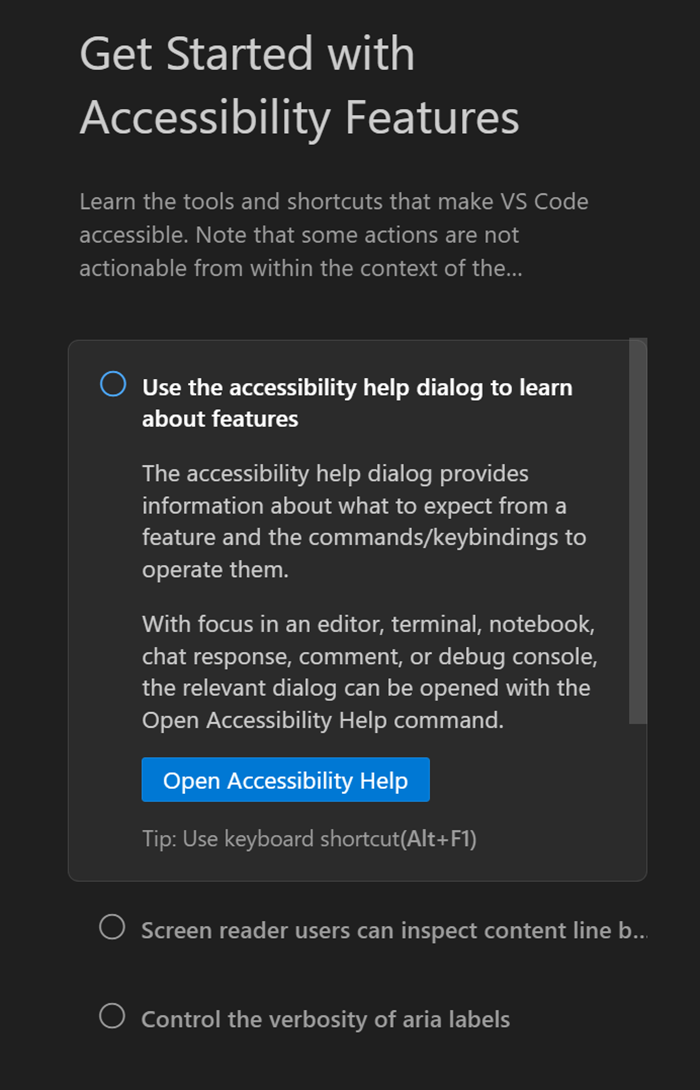 Get Started with
Accessibility Features
Learn the tools and shortcuts that make VS Code
accessible. Note that some actions are not
actionable from within the context of the...
Use the accessibility help dialog to learn
about features
The accessibility help dialog provides
information about what to expect from a
feature and the commands/keybindings to
operate them.
With focus in an editor, terminal, notebook,
chat response, comment, or debug console,
the relevant dialog can be opened with the
Open Accessibility Help command.
Open Accessibility Help
Tip: Use keyboard shortcut(Alt+F1)
Screen reader users can inspect content line b...
Control the verbosity of aria labels